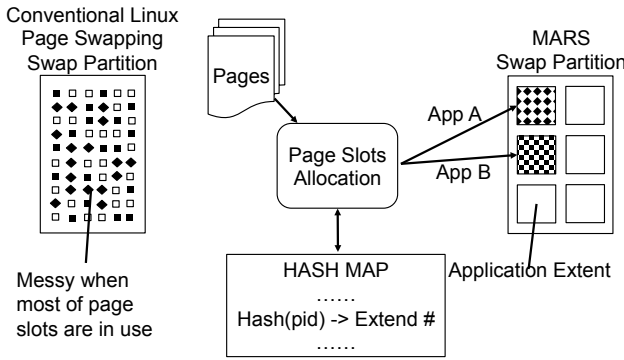 Conventional Linux
Page Swapping
Swap Partition
Messy when
most of page
slots are in use
Pages
Page Slots
Allocation
HASH MAP
......
Hash(pid) -> Extend #
......
App A
App B
MARS
Swap Partition
Application Extent